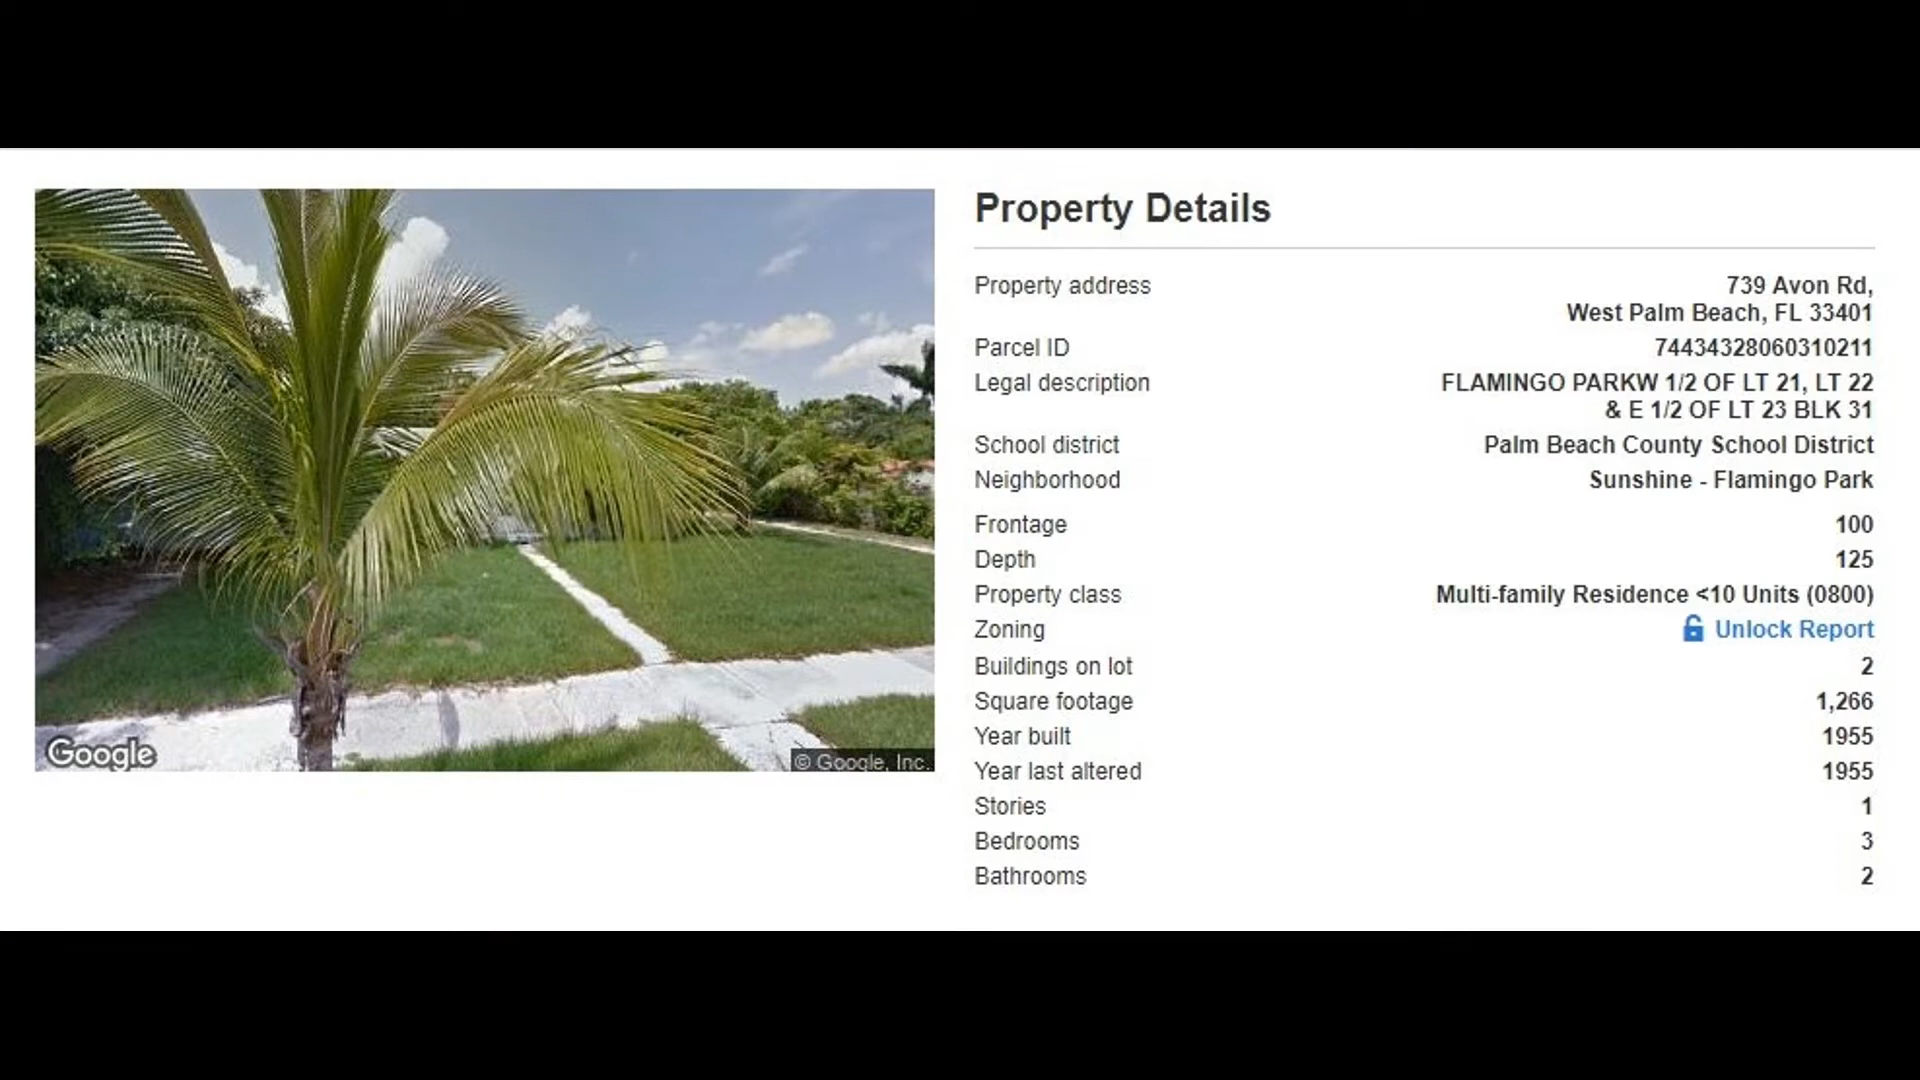 Property Details
Property address 739 Avon Rd,
West Palm Beach, FL 33401
Parcel ID 74434328060310211
Legal description FLAMINGO PARKW 1/2 OF LT 21, LT 22
& E 1/2 OF LT 23 BLK 31
School district Palm Beach County School District
Neighborhood Sunshine - Flamingo Park
Frontage 100
Depth 125
Property class Multi-family Residence <10 Units (0800)
Zoning Unlock Report
Buildings on lot 2
Square footage 1,266
Year built 1955
Year last altered 1955
Stories 1
Bedrooms 3
Bathrooms 2
Google
© Google, Inc.